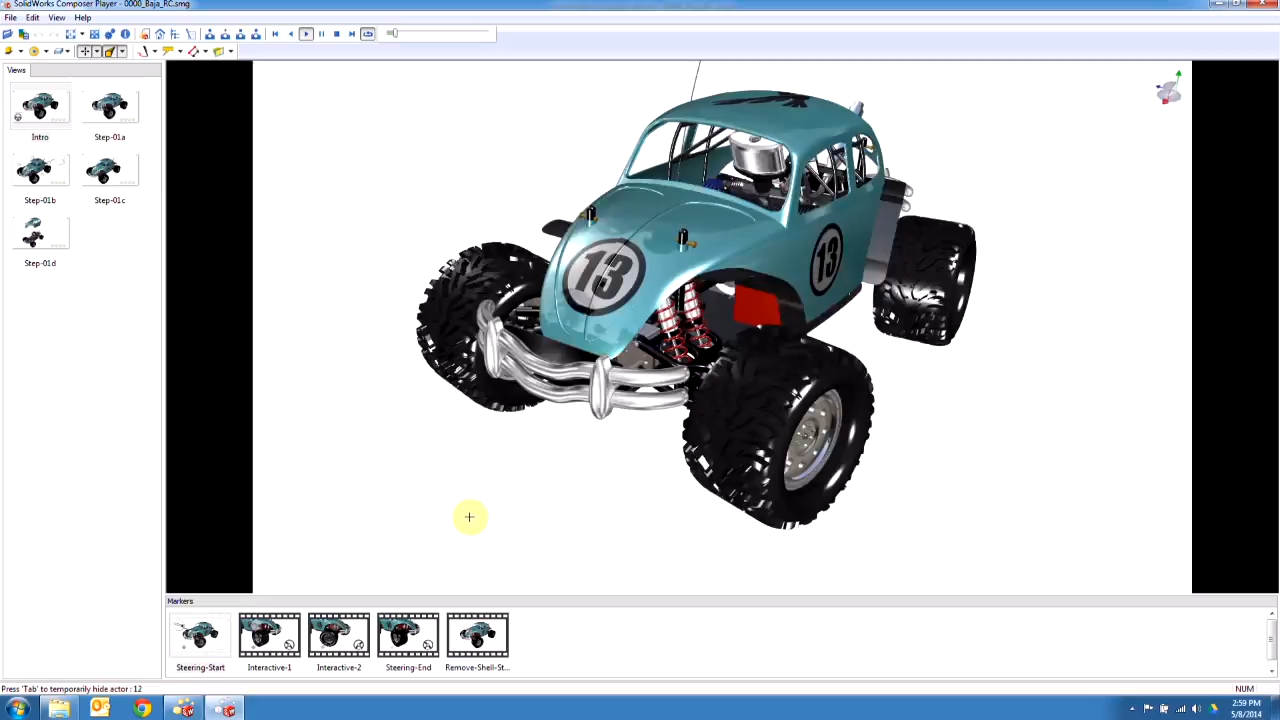 SolidWorks Composer Player - 0000_Baja_RC.smg
File Edit View Help
Views
Intro Step-01a
Step-01b Step-01c
Step-01d
13 13
Markers
Steering-Start Interactive-1 Interactive-2 Steering-End Remove-Shell-St...
Press 'Tab' to temporarily hide actor : 12 NUM
2:59 PM
5/8/2014